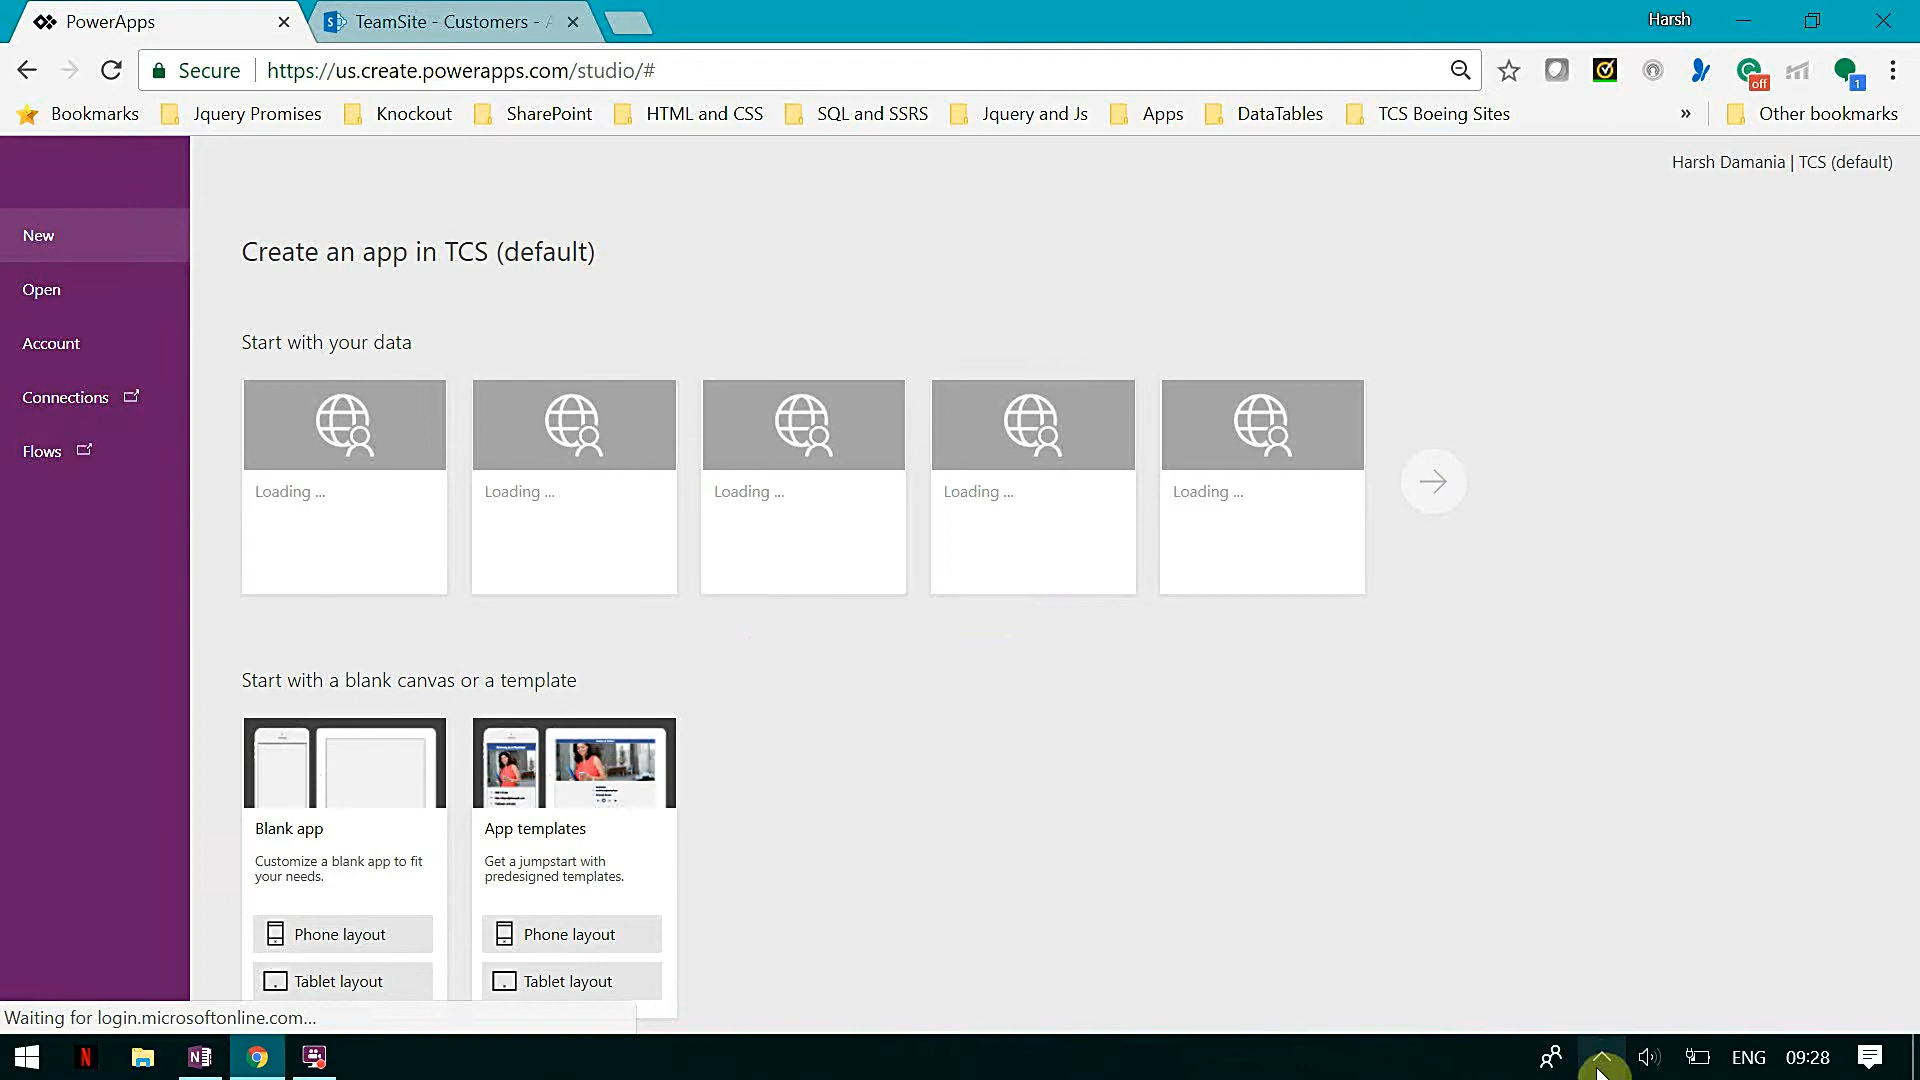 PowerApps
TeamSite - Customers - A
Harsh
Secure
https://us.create.powerapps.com/studio/#
off
1
Bookmarks
Jquery Promises
Knockout
SharePoint
HTML and CSS
SQL and SSRS
Jquery and Js
Apps
DataTables
TCS Boeing Sites
»
Other bookmarks
Harsh Damania | TCS (default)
New
Open
Account
Connections
Flows
Create an app in TCS (default)
Start with your data
Loading ...
Loading ...
Loading ...
Loading ...
Loading ...
Start with a blank canvas or a template
Blank app
Customize a blank app to fit
your needs.
Phone layout
Tablet layout
App templates
Get a jumpstart with
predesigned templates.
Phone layout
Tablet layout
Waiting for login.microsoftonline.com...
ENG
09:28